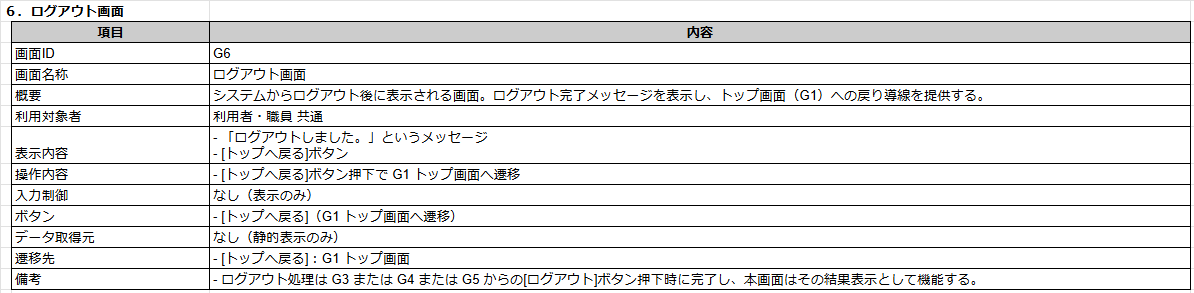 ６．ログアウト画面
項目 内容
画面ID G6
画面名称 ログアウト画面
概要 システムからログアウト後に表示される画面。ログアウト完了メッセージを表示し、トップ画面（G1）への戻り導線を提供する。
利用対象者 利用者・職員 共通
- 「ログアウトしました。」というメッセージ
表示内容 - [トップへ戻る]ボタン
操作内容 - [トップへ戻る]ボタン押下で G1 トップ画面へ遷移
入力制御 なし（表示のみ）
ボタン - [トップへ戻る]（G1 トップ画面へ遷移）
データ取得元 なし（静的表示のみ）
遷移先 - [トップへ戻る]：G1 トップ画面
備考 - ログアウト処理は G3 または G4 または G5 からの[ログアウト]ボタン押下時に完了し、本画面はその結果表示として機能する。